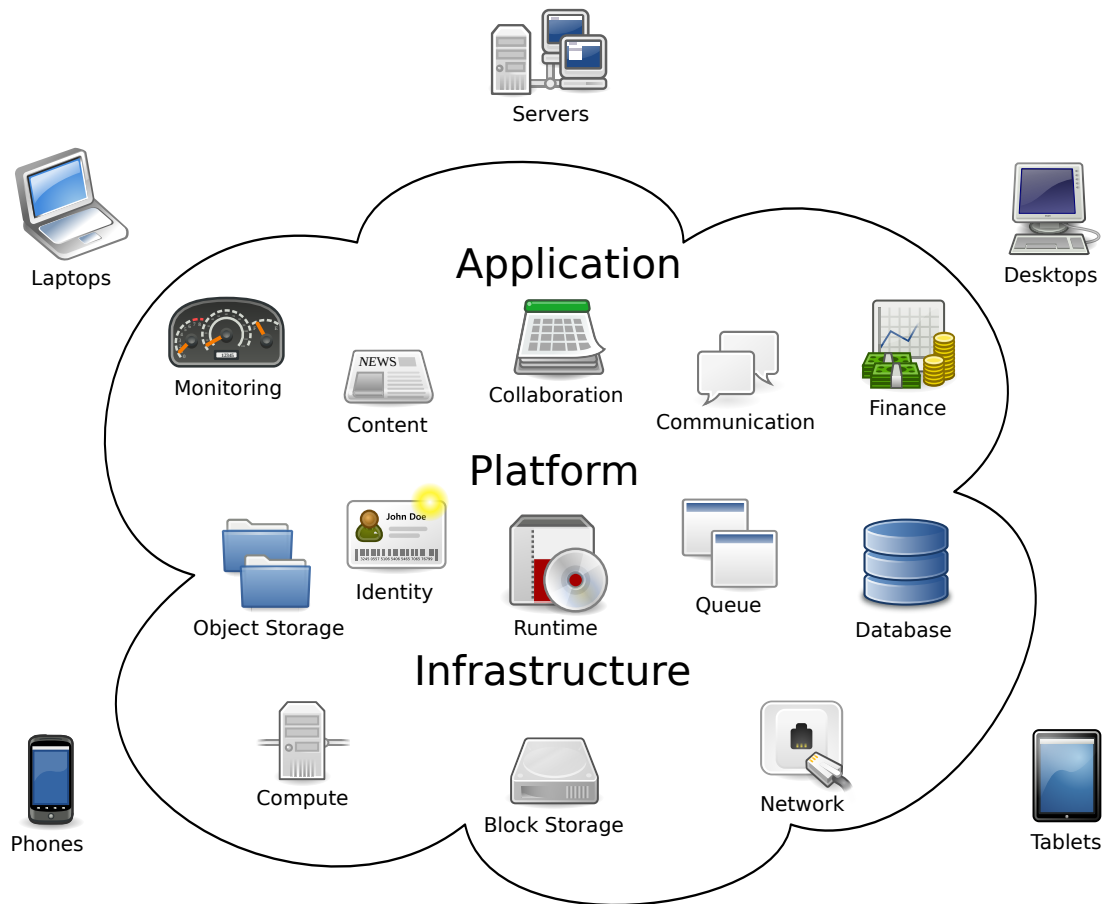 Servers
Laptops
Desktops
Application
Monitoring
NEWS
Content
Collaboration
Communication
Finance
Platform
John Doe
Object Storage
Identity
Runtime
Queue
Database
Infrastructure
Compute
Block Storage
Network
Phones
Tablets